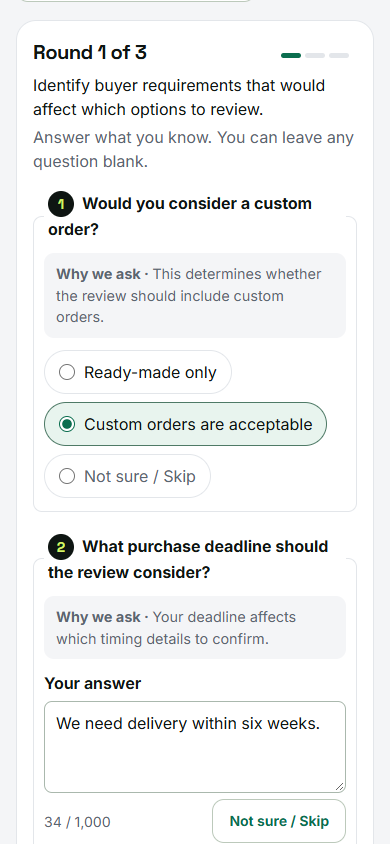 Round 1 of 3
Identify buyer requirements that would
affect which options to review.
Answer what you know. You can leave any
question blank.
1 Would you consider a custom
order?
Why we ask · This determines whether
the review should include custom
orders.
Ready-made only
Custom orders are acceptable
Not sure / Skip
2 What purchase deadline should
the review consider?
Why we ask · Your deadline affects
which timing details to confirm.
Your answer
We need delivery within six weeks.
34 / 1,000
Not sure / Skip